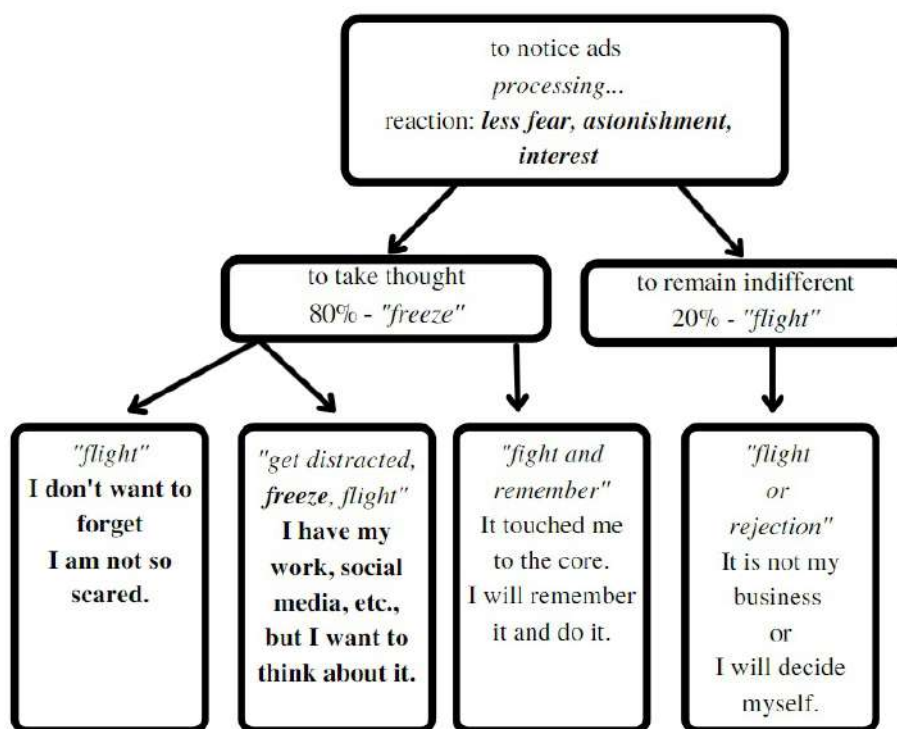 to notice ads
processing...
reaction: less fear, astonishment,
interest
to take thought
80% - "freeze"
to remain indifferent
20% - "flight"
"flight"
I don't want to
forget
I am not so
scared.
"get distracted,
freeze, flight"
I have my
work, social
media, etc.,
but I want to
think about it.
"fight and
remember"
It touched me
to the core.
I will remember
it and do it.
"flight
or
rejection"
It is not my
business
or
I will decide
myself.